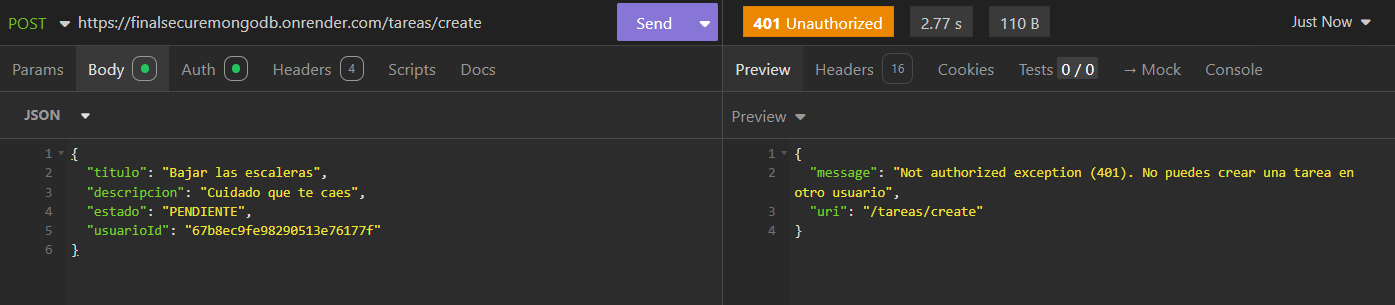 POST https://finalsecuremongodb.onrender.com/tareas/create Send 401 Unauthorized 2.77 s 110 B Just Now
Params Body Auth Headers 4 Scripts Docs
Preview Headers 16 Cookies Tests 0 / 0 → Mock Console
JSON
Preview
1 {
2 "titulo": "Bajar las escaleras",
3 "descripcion": "Cuidado que te caes",
4 "estado": "PENDIENTE",
5 "usuarioId": "67b8ec9fe98290513e76177f"
6 }
1 {
2 "message": "Not authorized exception (401). No puedes crear una tarea en
otro usuario",
3 "uri": "/tareas/create"
4 }